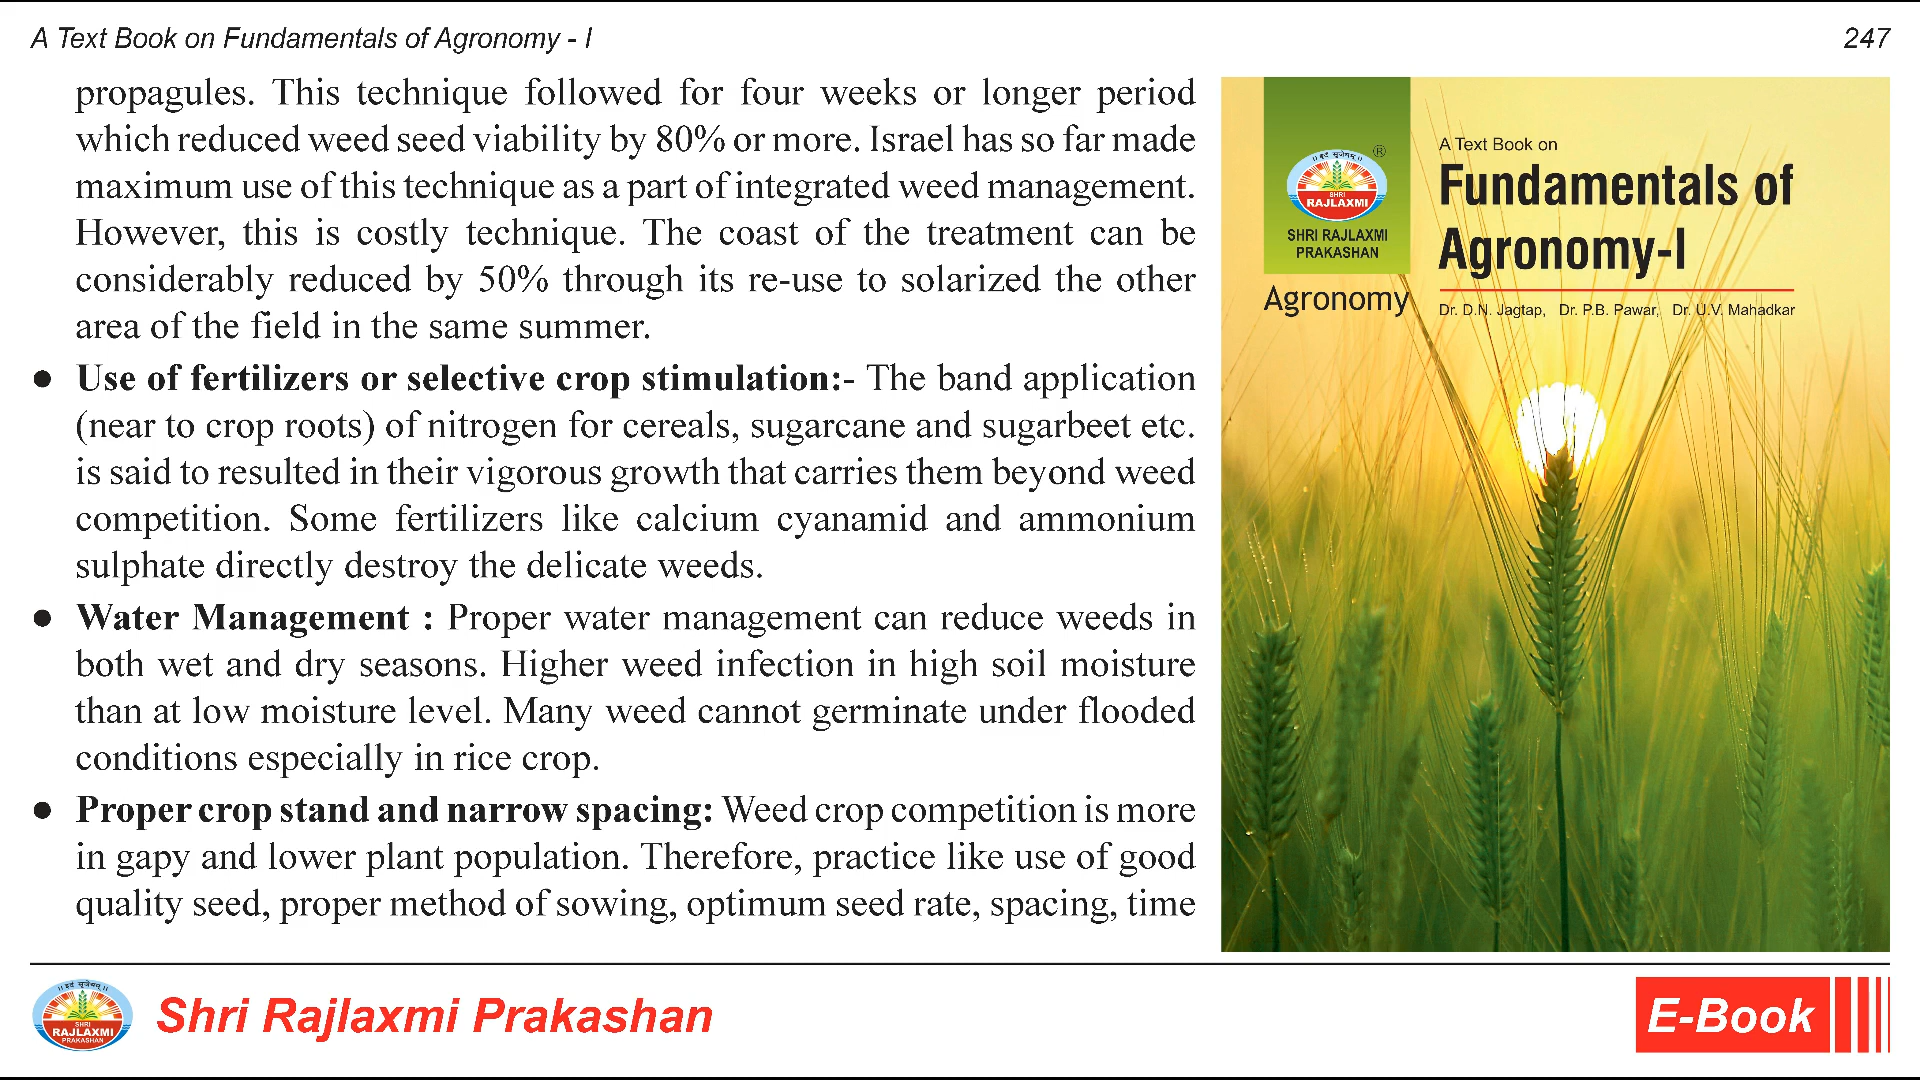 A Text Book on Fundamentals of Agronomy - I
247
propagules. This technique followed for four weeks or longer period
which reduced weed seed viability by 80% or more. Israel has so far made
maximum use of this technique as a part of integrated weed management.
However, this is costly technique. The coast of the treatment can be
considerably reduced by 50% through its re-use to solarized the other
area of the field in the same summer.
● Use of fertilizers or selective crop stimulation:- The band application
(near to crop roots) of nitrogen for cereals, sugarcane and sugarbeet etc.
is said to resulted in their vigorous growth that carries them beyond weed
competition. Some fertilizers like calcium cyanamid and ammonium
sulphate directly destroy the delicate weeds.
● Water Management : Proper water management can reduce weeds in
both wet and dry seasons. Higher weed infection in high soil moisture
than at low moisture level. Many weed cannot germinate under flooded
conditions especially in rice crop.
● Proper crop stand and narrow spacing: Weed crop competition is more
in gapy and lower plant population. Therefore, practice like use of good
quality seed, proper method of sowing, optimum seed rate, spacing, time
®
SHRI
RAJLAXMI
SHRI RAJLAXMI
PRAKASHAN
Agronomy
A Text Book on
Fundamentals of
Agronomy-I
Dr. D.N. Jagtap, Dr. P.B. Pawar, Dr. U.V. Mahadkar
SHRI
RAJLAXMI
PRAKASHAN
Shri Rajlaxmi Prakashan
E-Book